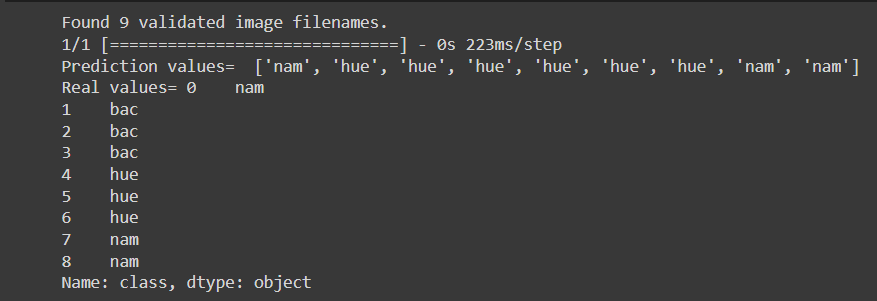 Found 9 validated image filenames.
1/1 [==============================] - 0s 223ms/step
Prediction values=  ['nam', 'hue', 'hue', 'hue', 'hue', 'hue', 'hue', 'nam', 'nam']
Real values= 0    nam
1    bac
2    bac
3    bac
4    hue
5    hue
6    hue
7    nam
8    nam
Name: class, dtype: object